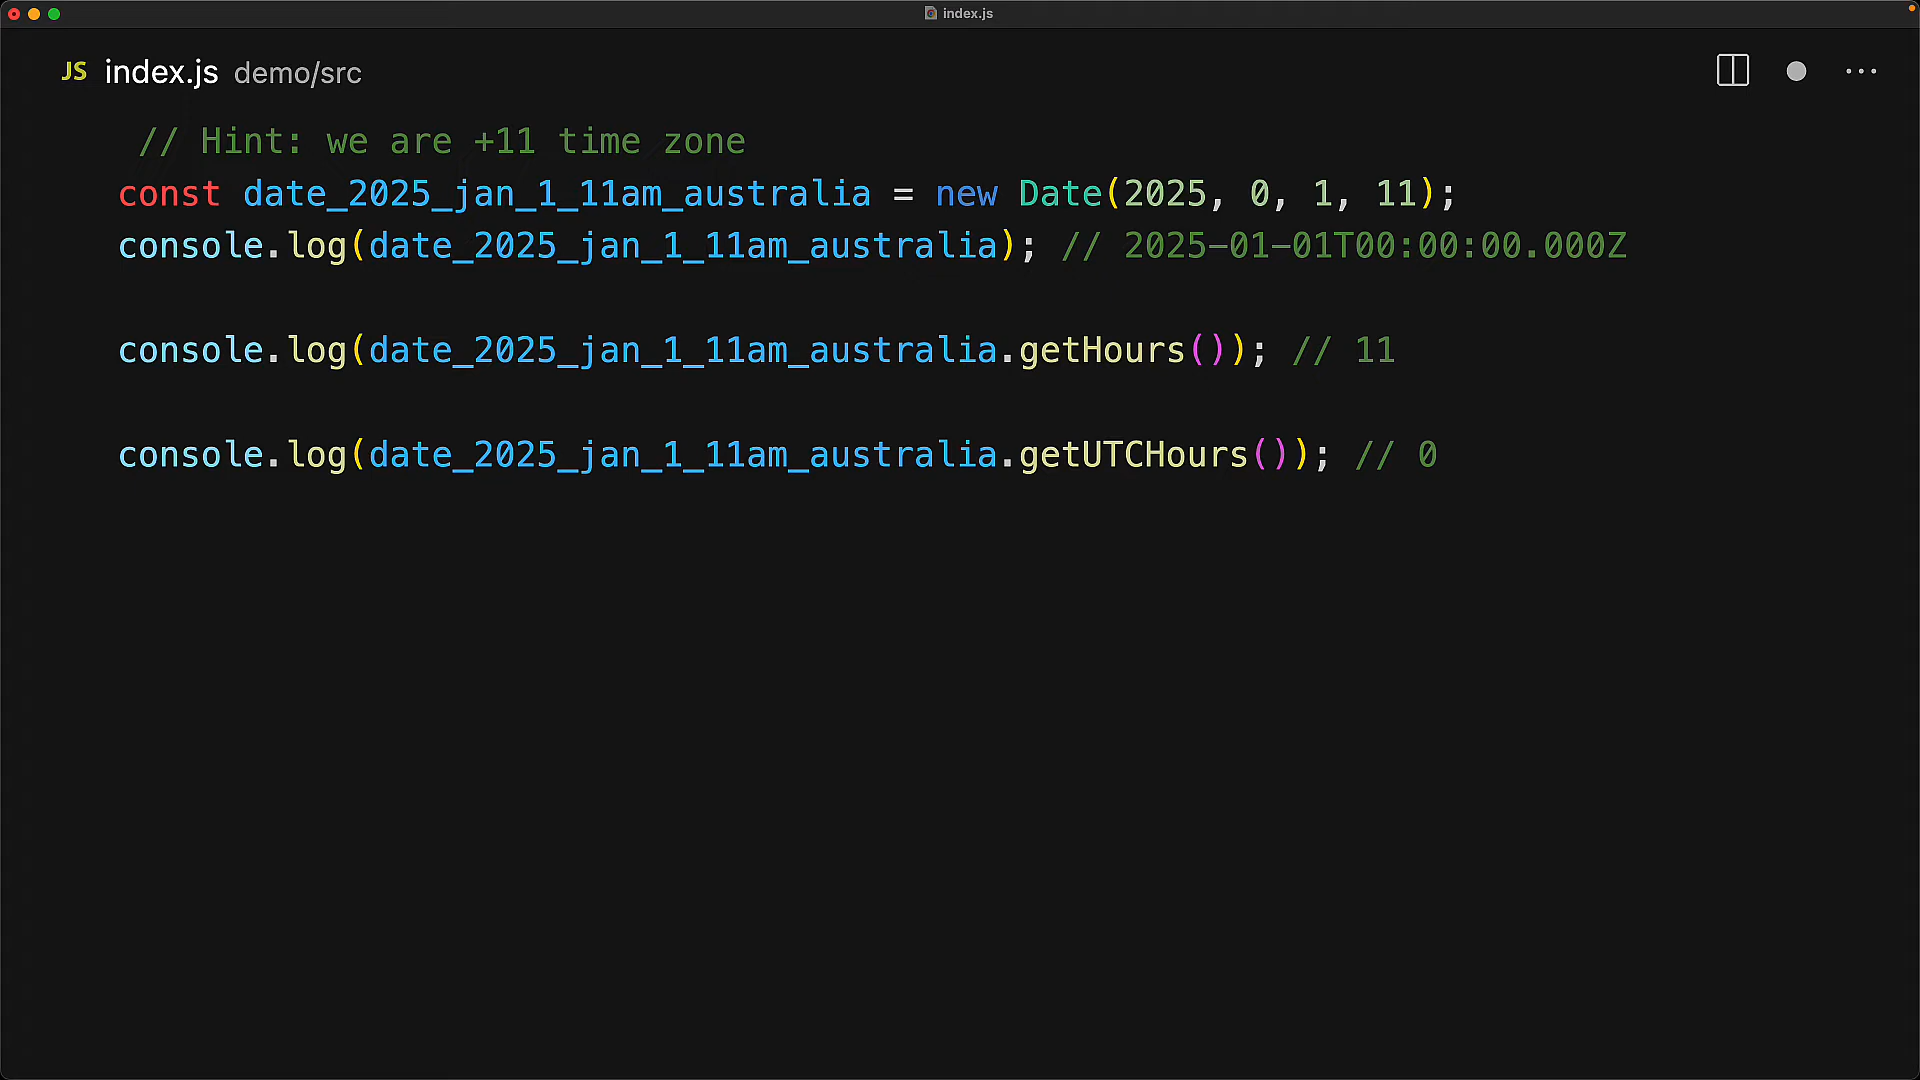 index.js
JS index.js demo/src
// Hint: we are +11 time zone
const date_2025_jan_1_11am_australia = new Date(2025, 0, 1, 11);
console.log(date_2025_jan_1_11am_australia); // 2025-01-01T00:00:00.000Z
console.log(date_2025_jan_1_11am_australia.getHours()); // 11
console.log(date_2025_jan_1_11am_australia.getUTCHours()); // 0